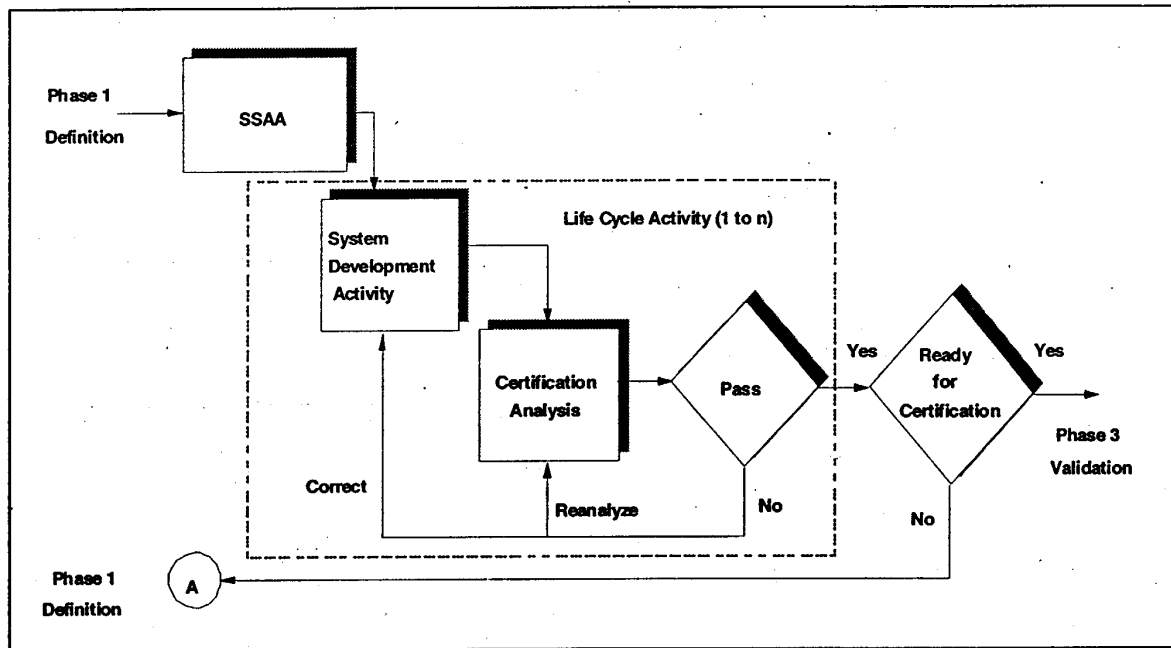 Phase 1
Definition
SSAA
Life Cycle Activity (1 to n)
System
Development
Activity
Certification
Analysis
Pass
Yes
Ready
for
Certification
Yes
Phase 3
Validation
Correct
Reanalyze
No
No
Phase 1
Definition
A